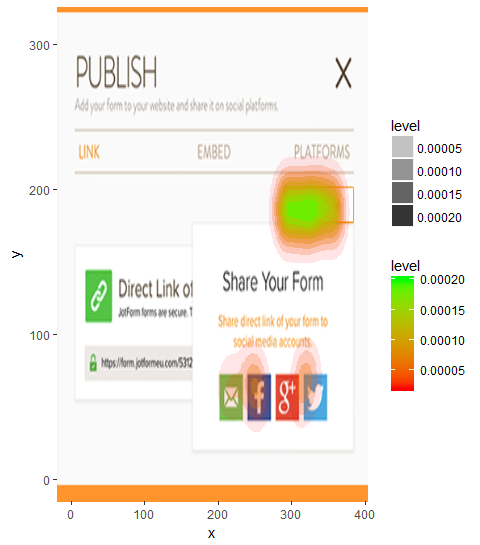 PUBLISH
Add your form to your website and share it on social platforms.
LINK EMBED PLATFORMS
Share Your Form
Share direct link of your form to
social media accounts.
Direct Link of
JotForm forms are secure. T
https://form.jotformeu.com/5312
f g+
300
200
100
0
y
0 100 200 300 400
x
level
0.00005
0.00010
0.00015
0.00020
level
0.00020
0.00015
0.00010
0.00005